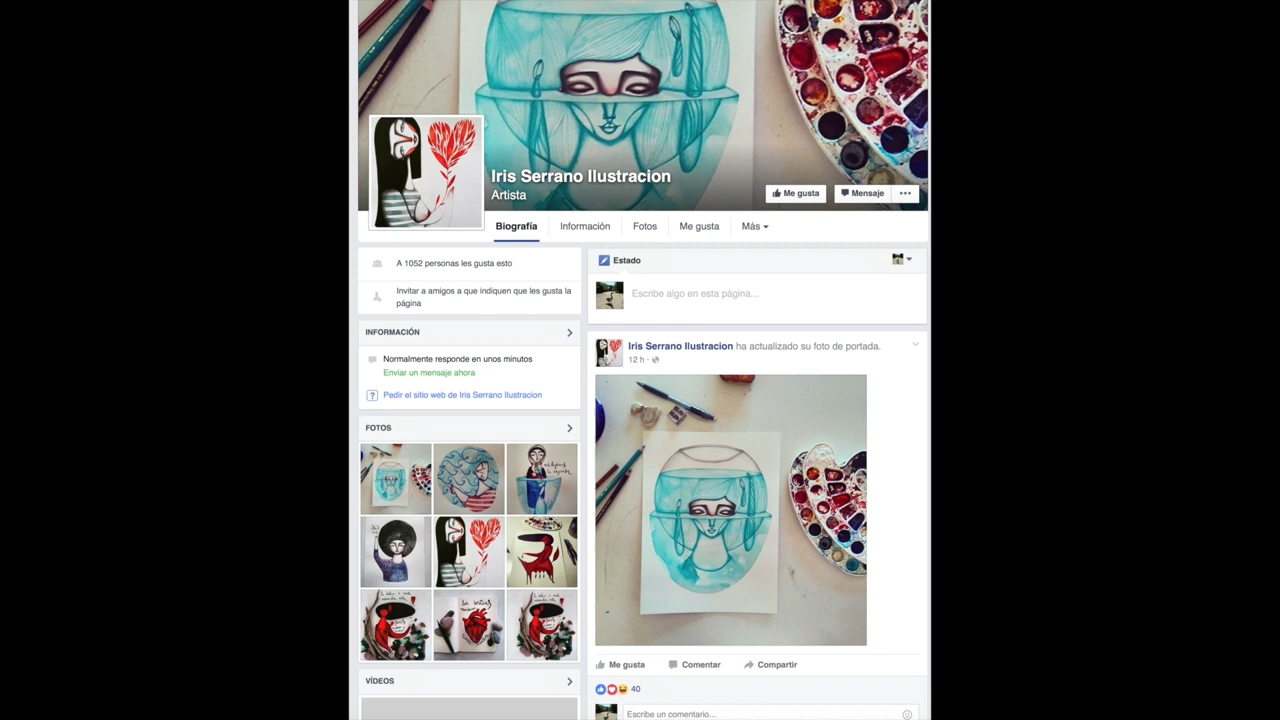 Iris Serrano Ilustracion
Artista
Me gusta
Mensaje
Biografía
Información
Fotos
Me gusta
Más
A 1052 personas les gusta esto
Invitar a amigos a que indiquen que les gusta la
página
INFORMACIÓN
Normalmente responde en unos minutos
Enviar un mensaje ahora
? Pedir el sitio web de Iris Serrano Ilustracion
FOTOS
VÍDEOS
Estado
Escribe algo en esta página...
Iris Serrano Ilustracion ha actualizado su foto de portada.
12 h ·
Me gusta
Comentar
Compartir
40
Escribe un comentario...